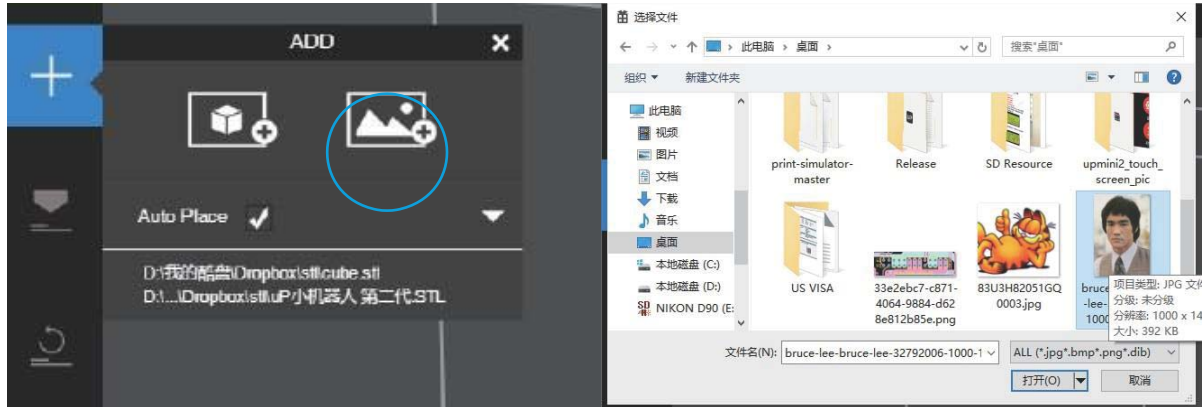 ADD
Auto Place
D:\我的酷盘\Dropbox\stl\cube.stl
D:\...\Dropbox\stl\uP小机器人 第二代.STL
选择文件
此电脑 › 桌面 ›
搜索"桌面"
组织
新建文件夹
此电脑
视频
图片
文档
下载
音乐
桌面
本地磁盘 (C:)
本地磁盘 (D:)
NIKON D90 (E:
print-simulator-
master
Release
SD Resource
upmini2_touch_
screen_pic
US VISA
33e2ebc7-c871-
4064-9884-d62
8e812b85e.png
83U3H82051GQ
0003.jpg
bruce
-lee-
1000
项目类型: JPG 文件
分级: 未分级
分辨率: 1000 x 14
大小: 392 KB
文件名(N):
bruce-lee-bruce-lee-32792006-1000-1
ALL (*.jpg*.bmp*.png*.dib)
打开(O)
取消